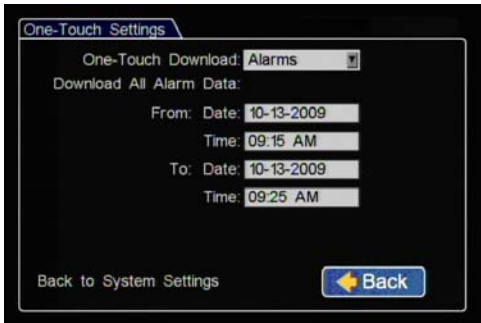 One-Touch Settings
One-Touch Download: Alarms
Download All Alarm Data:
From: Date: 10-13-2009
Time: 09:15 AM
To: Date: 10-13-2009
Time: 09:25 AM
Back to System Settings Back